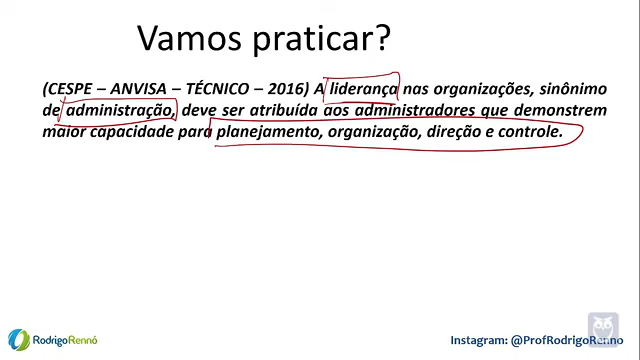 Vamos praticar?
(CESPE – ANVISA – TÉCNICO – 2016) A liderança nas organizações, sinônimo
de administração, deve ser atribuída aos administradores que demonstrem
maior capacidade para planejamento, organização, direção e controle.
RodrigoRennó
Instagram: @ProfRodrigoRenno